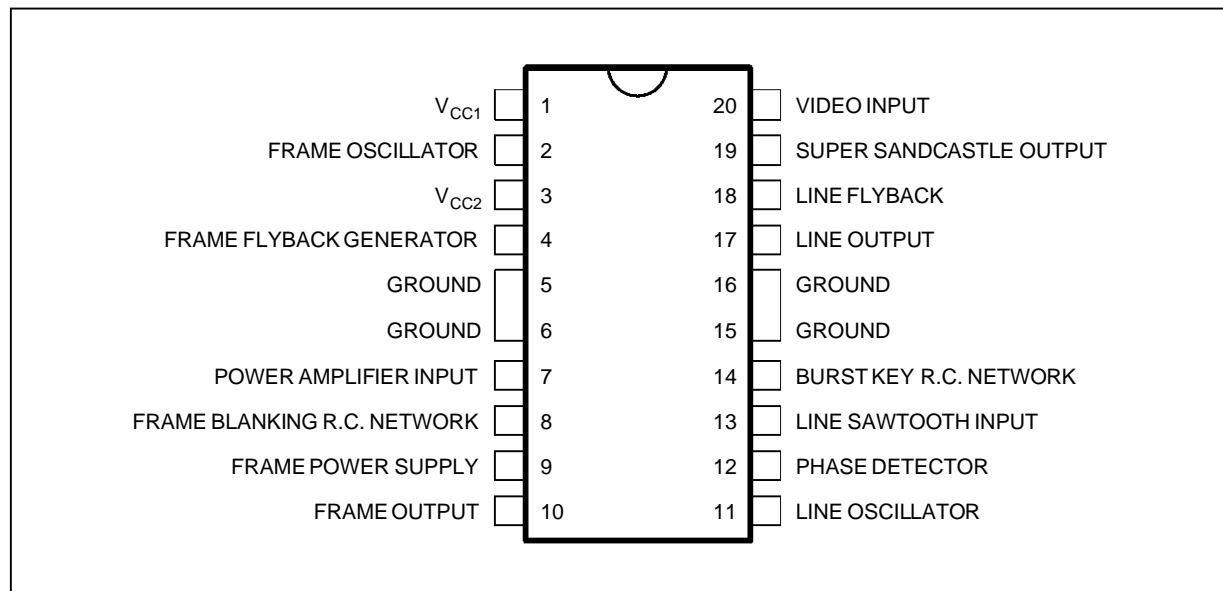 V_CC1 1 20 VIDEO INPUT
FRAME OSCILLATOR 2 19 SUPER SANDCASTLE OUTPUT
V_CC2 3 18 LINE FLYBACK
FRAME FLYBACK GENERATOR 4 17 LINE OUTPUT
GROUND 5 16 GROUND
GROUND 6 15 GROUND
POWER AMPLIFIER INPUT 7 14 BURST KEY R.C. NETWORK
FRAME BLANKING R.C. NETWORK 8 13 LINE SAWTOOTH INPUT
FRAME POWER SUPPLY 9 12 PHASE DETECTOR
FRAME OUTPUT 10 11 LINE OSCILLATOR